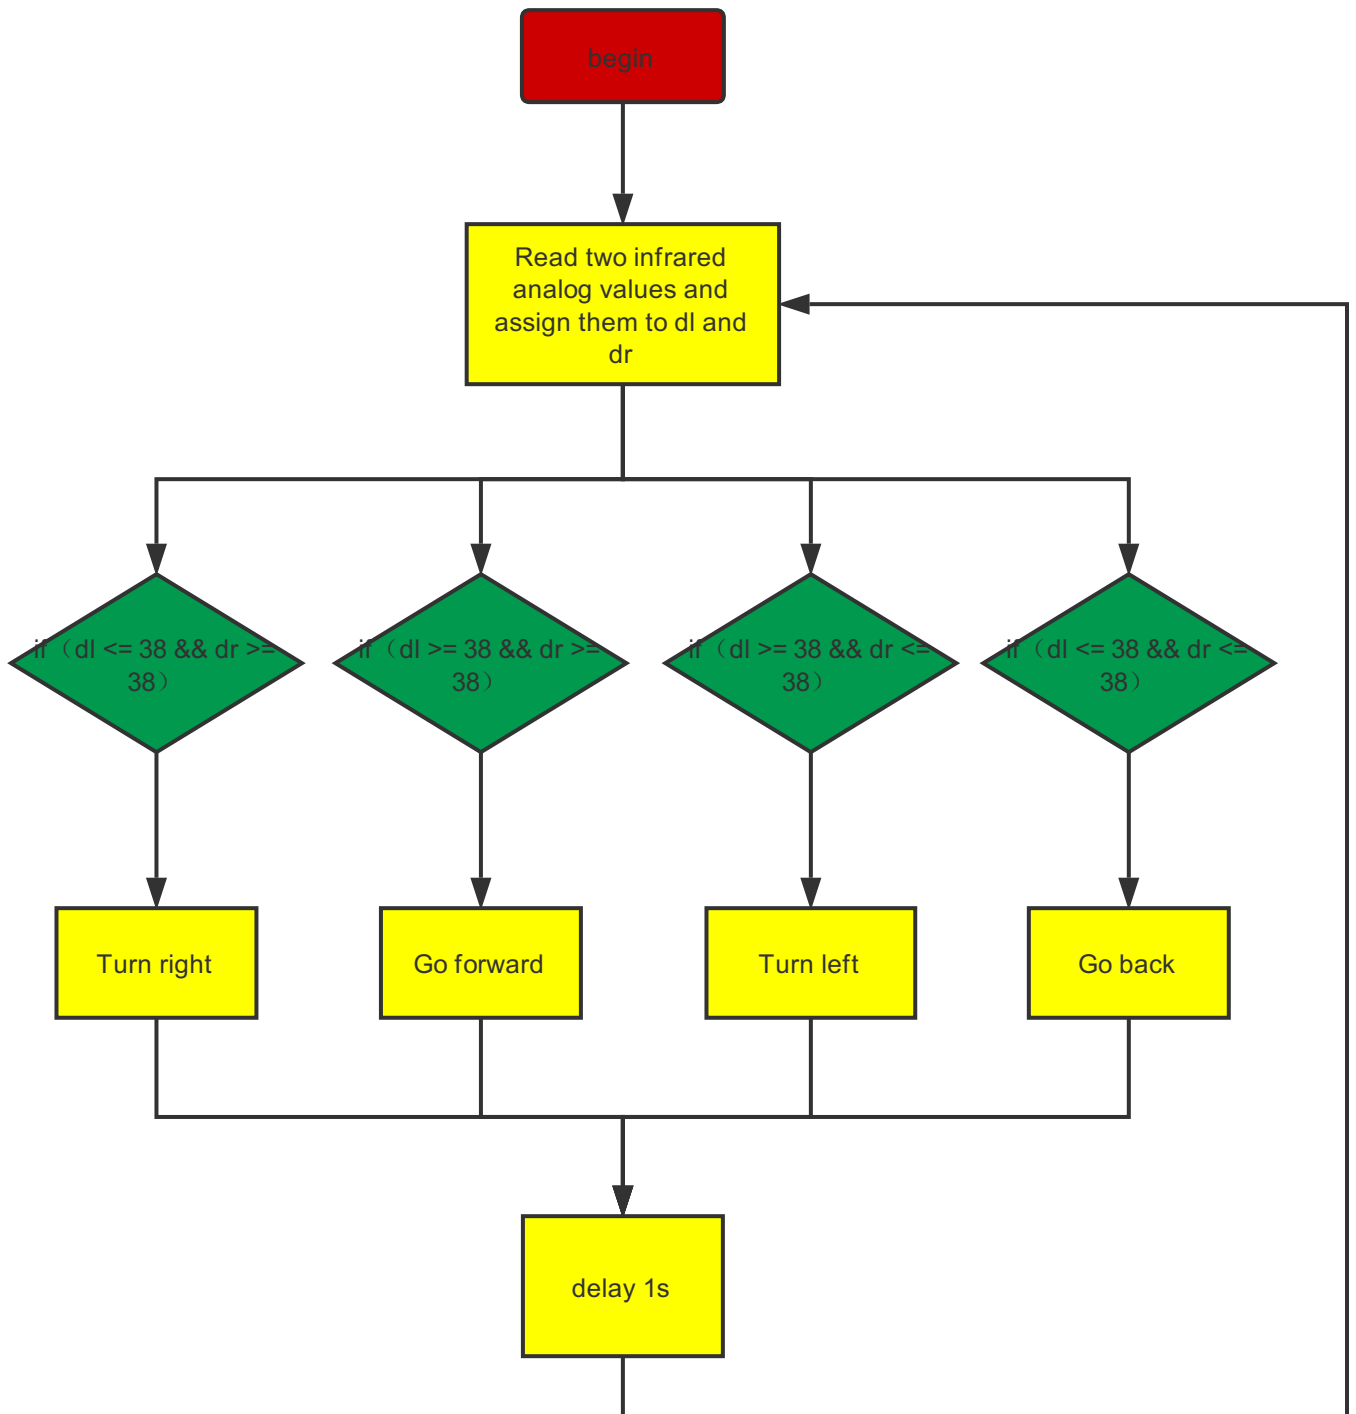 begin
Read two infrared
analog values and
assign them to dl and
dr
if（dl <= 38 && dr >=
38）
if（dl >= 38 && dr >=
38）
if（dl >= 38 && dr <=
38）
if（dl <= 38 && dr <=
38）
Turn right
Go forward
Turn left
Go back
delay 1s